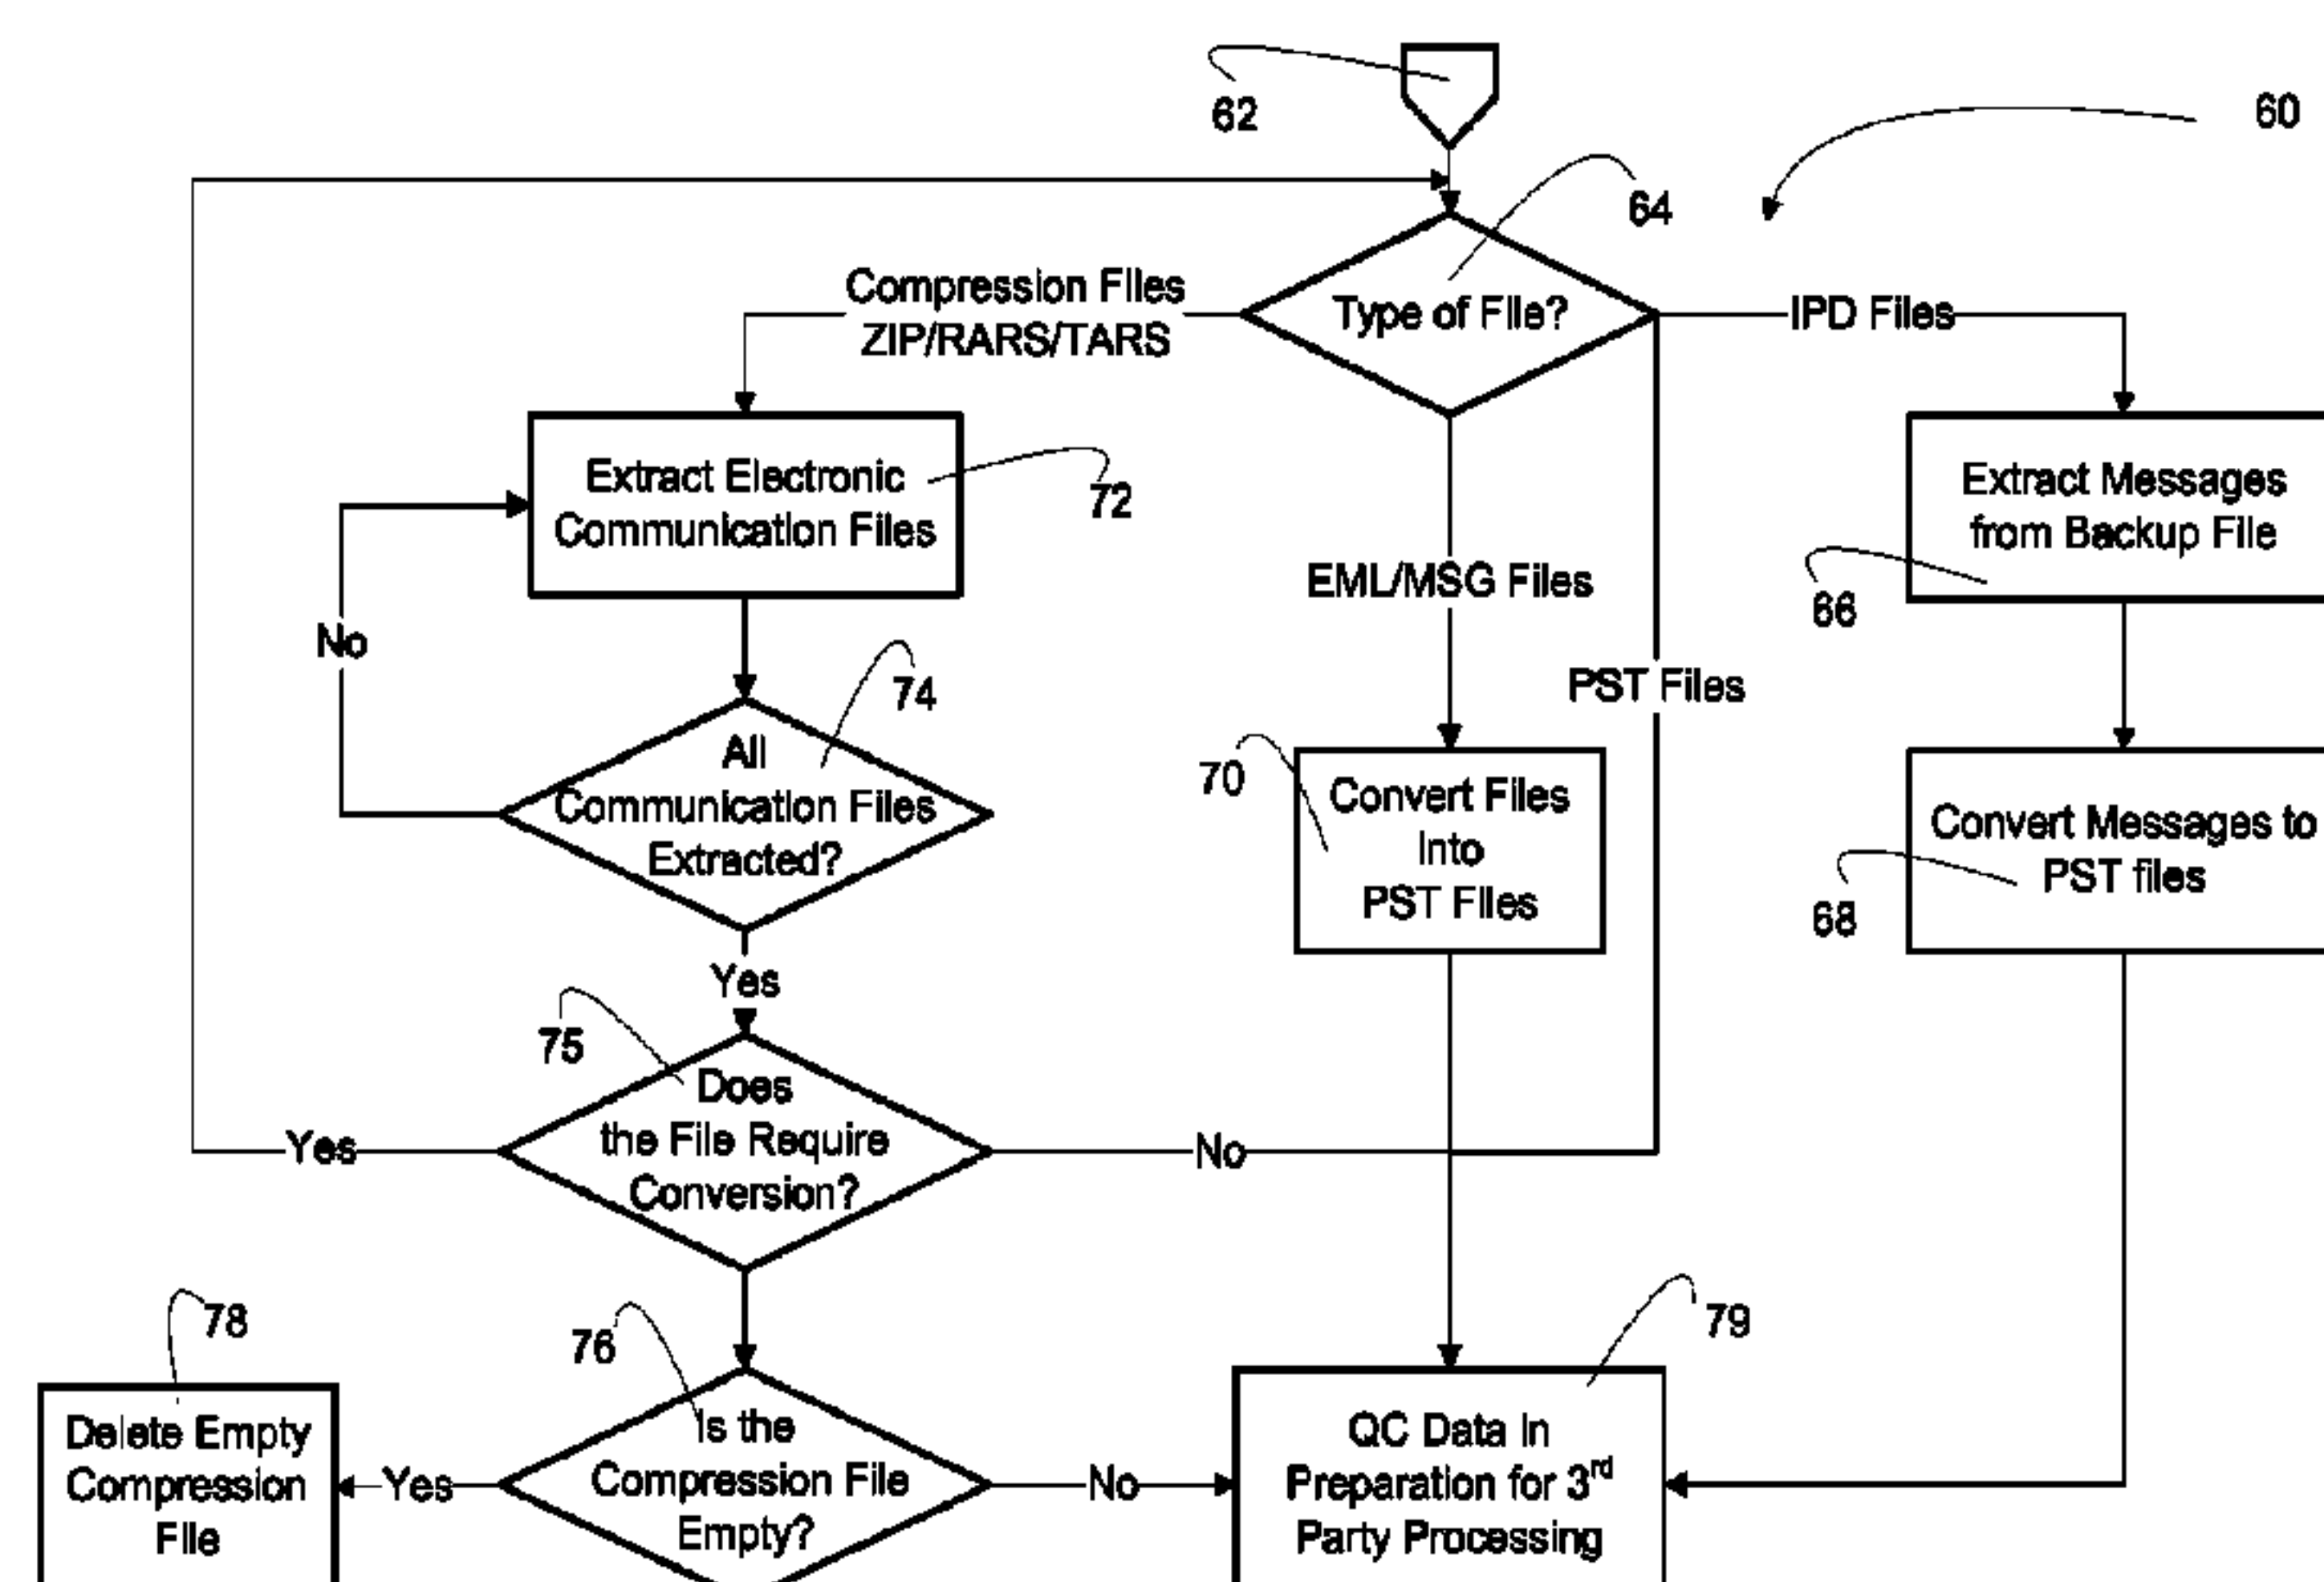 62
60
64
Compression Files
ZIP/RARS/TARS
Type of File?
IPD Files
Extract Electronic
Communication Files
72
Extract Messages
from Backup File
66
EML/MSG Files
No
PST Files
74
All
Communication Files
Extracted?
70
Convert Files
Into
PST Files
Convert Messages to
PST files
68
Yes
75
Does
the File Require
Conversion?
Yes
No
78
76
79
Delete Empty
Compression
File
Yes
Is the
Compression File
Empty?
No
QC Data in
Preparation for 3rd
Party Processing